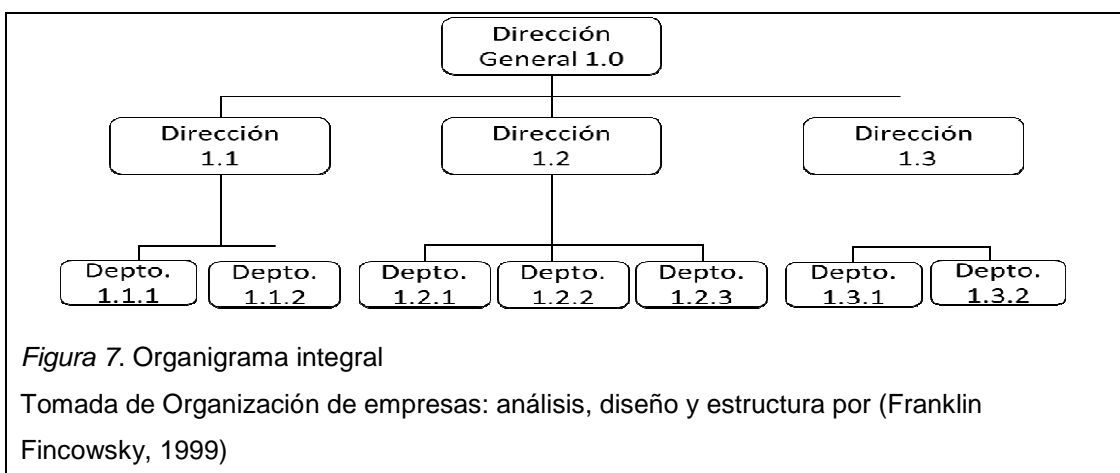 Dirección
General 1.0
Dirección
1.1
Dirección
1.2
Dirección
1.3
Depto.
1.1.1
Depto.
1.1.2
Depto.
1.2.1
Depto.
1.2.2
Depto.
1.2.3
Depto.
1.3.1
Depto.
1.3.2
Figura 7. Organigrama integral
Tomada de Organización de empresas: análisis, diseño y estructura por (Franklin
Fincowsky, 1999)